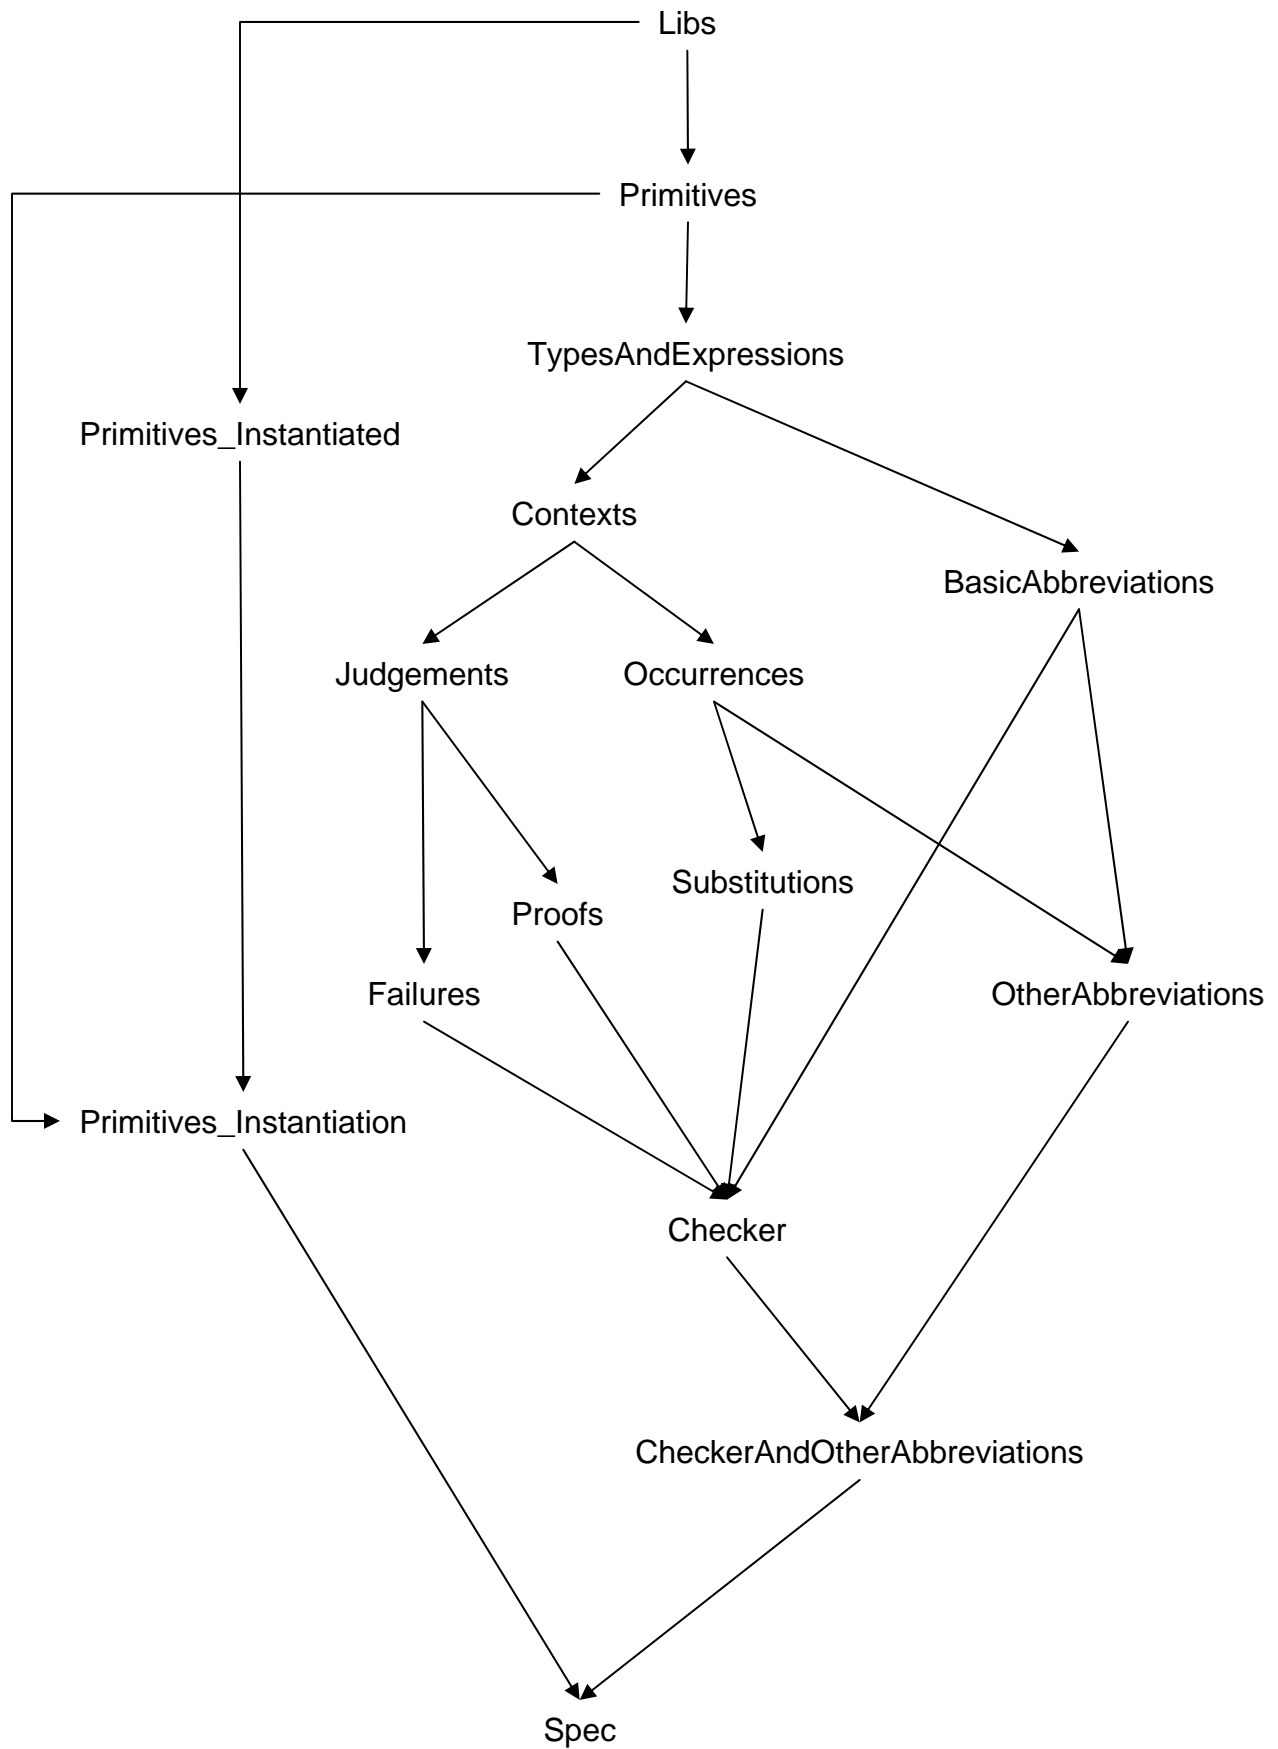 Libs
Primitives
TypesAndExpressions
Primitives_Instantiated
Contexts
BasicAbbreviations
Judgements
Occurrences
Substitutions
Proofs
Failures
OtherAbbreviations
Primitives_Instantiation
Checker
CheckerAndOtherAbbreviations
Spec